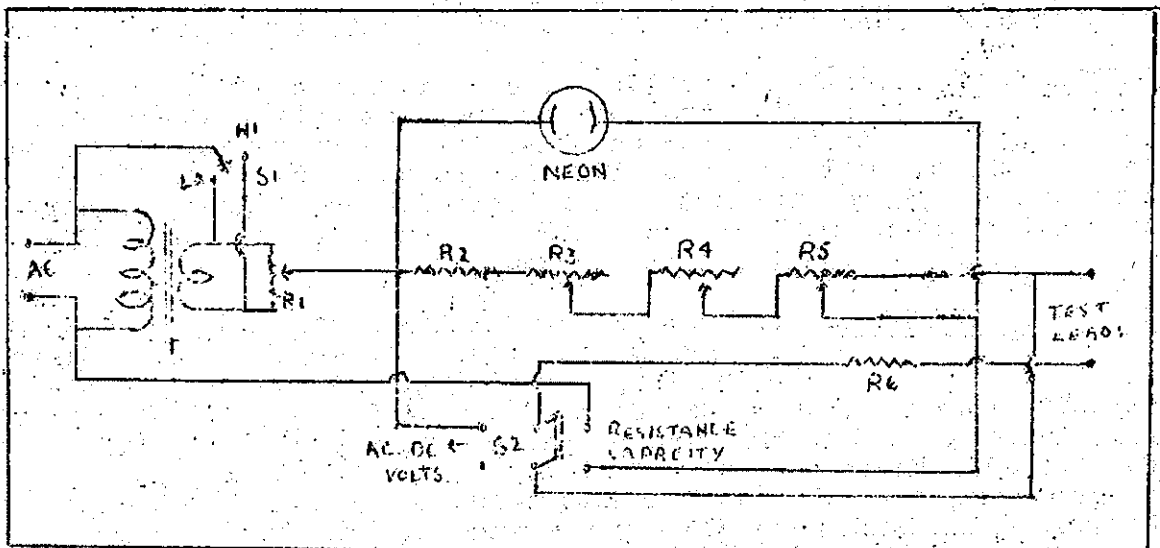 HI
S1
NEON
R2
R3
R4
R5
AC
R1
T
TEST
LEADS
R6
RESISTANCE
CAPACITY
AC. DC ← S2
VOLTS.